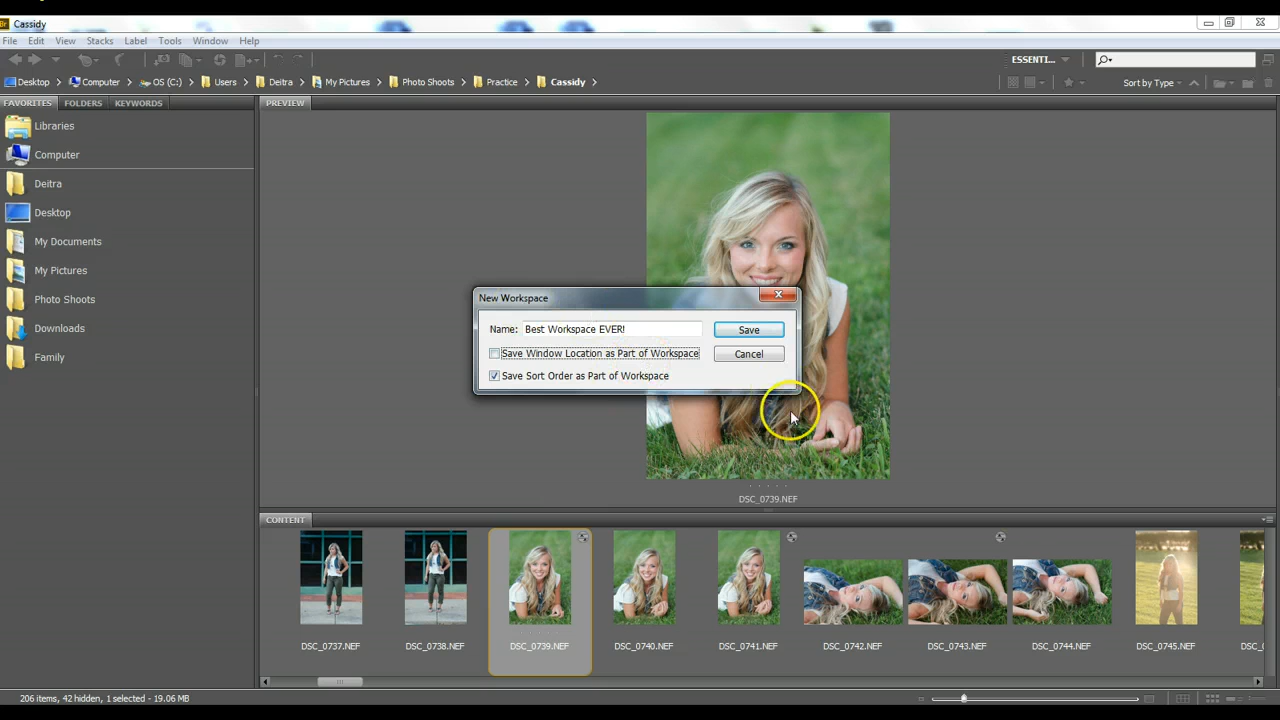 Br Cassidy
File Edit View Stacks Label Tools Window Help
ESSENTI...
Desktop Computer OS (C:) Users Deitra My Pictures Photo Shoots Practice Cassidy Sort by Type
FAVORITES FOLDERS KEYWORDS
PREVIEW
Libraries
Computer
Deitra
Desktop
My Documents
My Pictures
Photo Shoots
Downloads
Family
New Workspace
Name: Best Workspace EVER! Save
Save Window Location as Part of Workspace Cancel
Save Sort Order as Part of Workspace
DSC_0739.NEF
CONTENT
DSC_0737.NEF DSC_0738.NEF DSC_0739.NEF DSC_0740.NEF DSC_0741.NEF DSC_0742.NEF DSC_0743.NEF DSC_0744.NEF DSC_0745.NEF DSC_0
206 items, 42 hidden, 1 selected - 19.06 MB